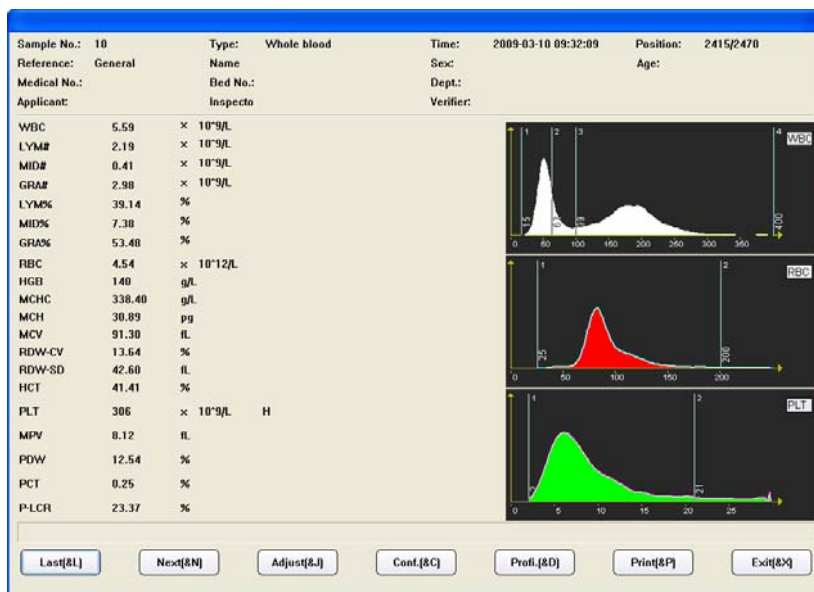 Sample No.: 10 Type: Whole blood Time: 2009-03-10 09:32:09 Position: 2415/2470
Reference: General Name Sex: Age:
Medical No.: Bed No.: Dept.:
Applicant: Inspecto Verifier:
WBC 5.59 × 10^9/L
LYM# 2.19 × 10^9/L
MID# 0.41 × 10^9/L
GRA# 2.98 × 10^9/L
LYM% 39.14 %
MID% 7.38 %
GRA% 53.48 %
RBC 4.54 × 10^12/L
HGB 140 g/L
MCHC 338.40 g/L
MCH 30.89 pg
MCV 91.30 fL
RDW-CV 13.64 %
RDW-SD 42.60 fL
HCT 41.41 %
PLT 306 × 10^9/L H
MPV 8.12 fL
PDW 12.54 %
PCT 0.25 %
P-LCR 23.37 %
1 2 3 4 WBC
15 99 400
0 100 200 300
1 2 RBC
25 200
0 50 100 150 200
1 2 PLT
21
0 5 10 15 20 25
Last(&L) Next(&N) Adjust(&J) Conf.(&C) Profi.(&D) Print(&P) Exit(&X)